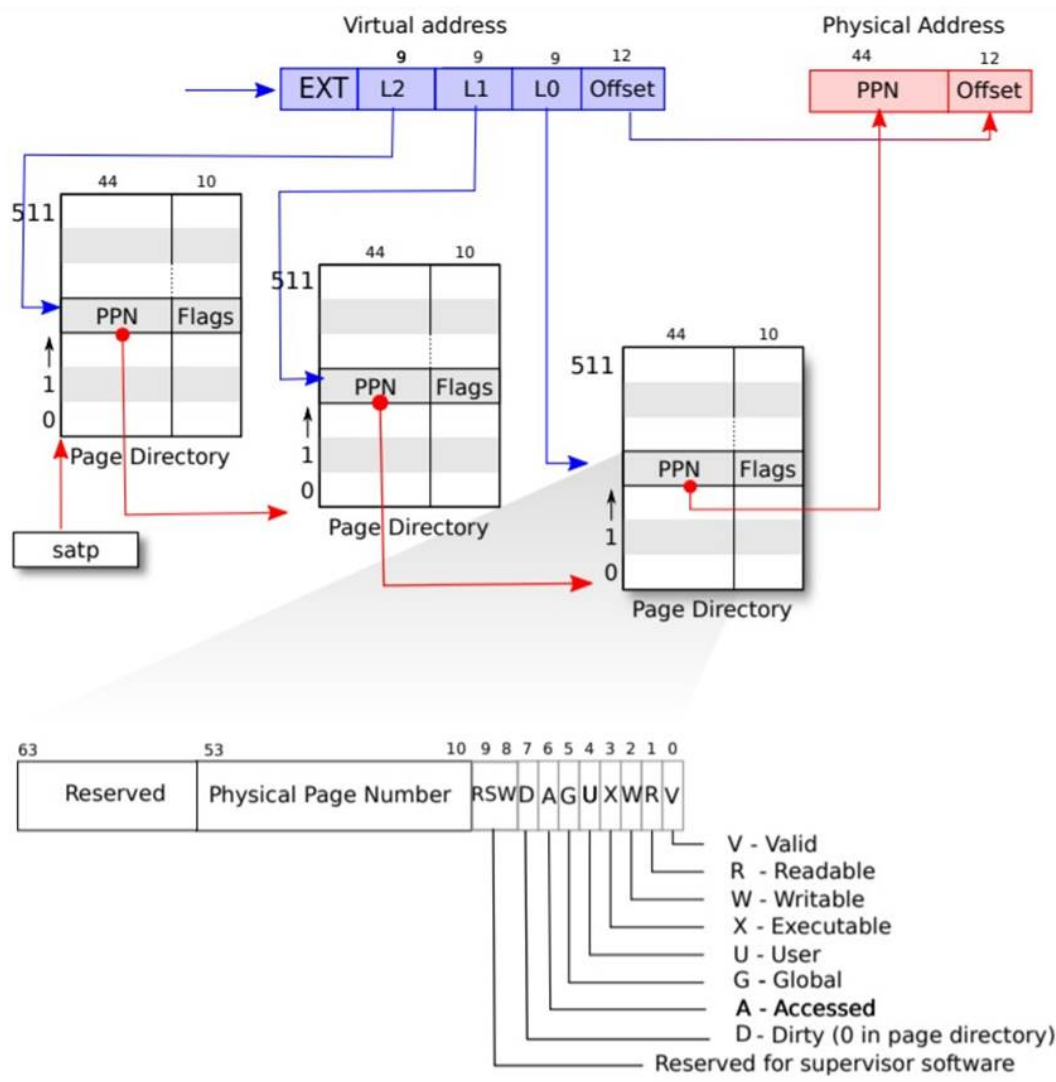 Virtual address
Physical Address
9 9 9 12
44 12
EXT L2 L1 L0 Offset
PPN Offset
44 10
511
PPN Flags
1
0
Page Directory
satp
44 10
511
PPN Flags
1
0
Page Directory
44 10
511
PPN Flags
1
0
Page Directory
63 53 10 9 8 7 6 5 4 3 2 1 0
Reserved Physical Page Number RSW D A G U X W R V
V - Valid
R - Readable
W - Writable
X - Executable
U - User
G - Global
A - Accessed
D - Dirty (0 in page directory)
Reserved for supervisor software